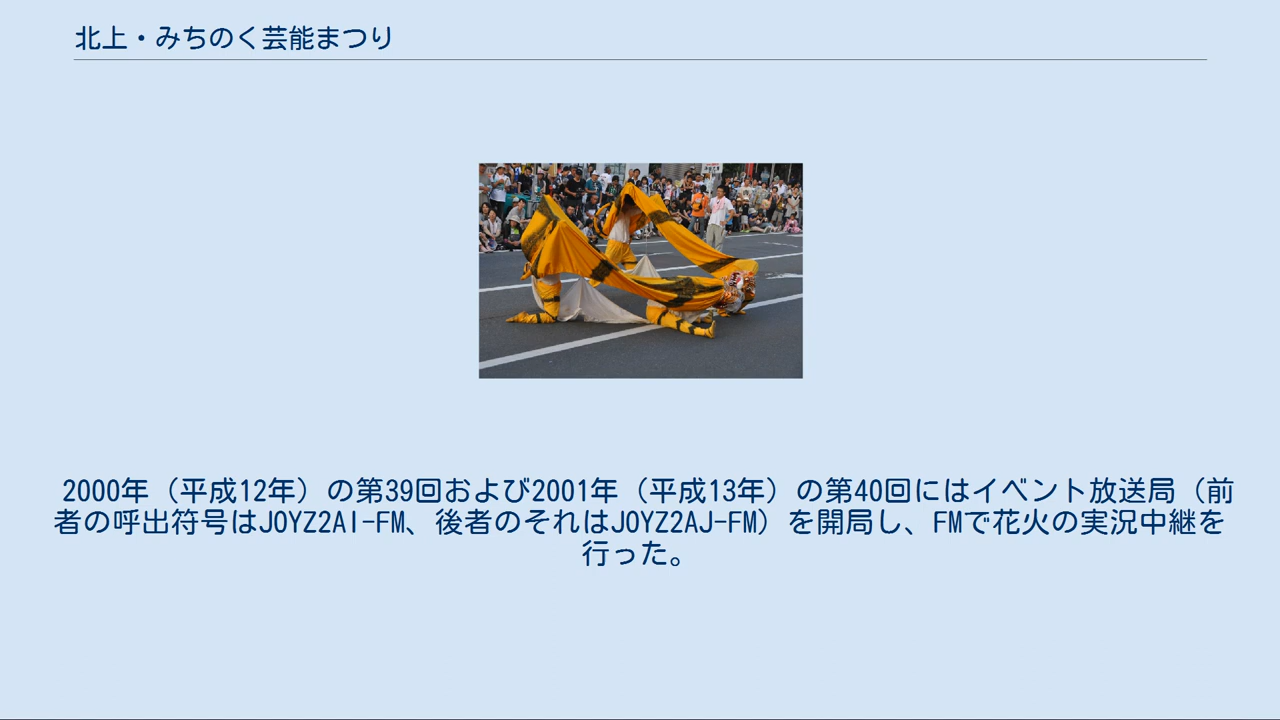 北上・みちのく芸能まつり
2000年（平成12年）の第39回および2001年（平成13年）の第40回にはイベント放送局（前
者の呼出符号はJOYZ2AI-FM、後者のそれはJOYZ2AJ-FM）を開局し、FMで花火の実況中継を
行った。